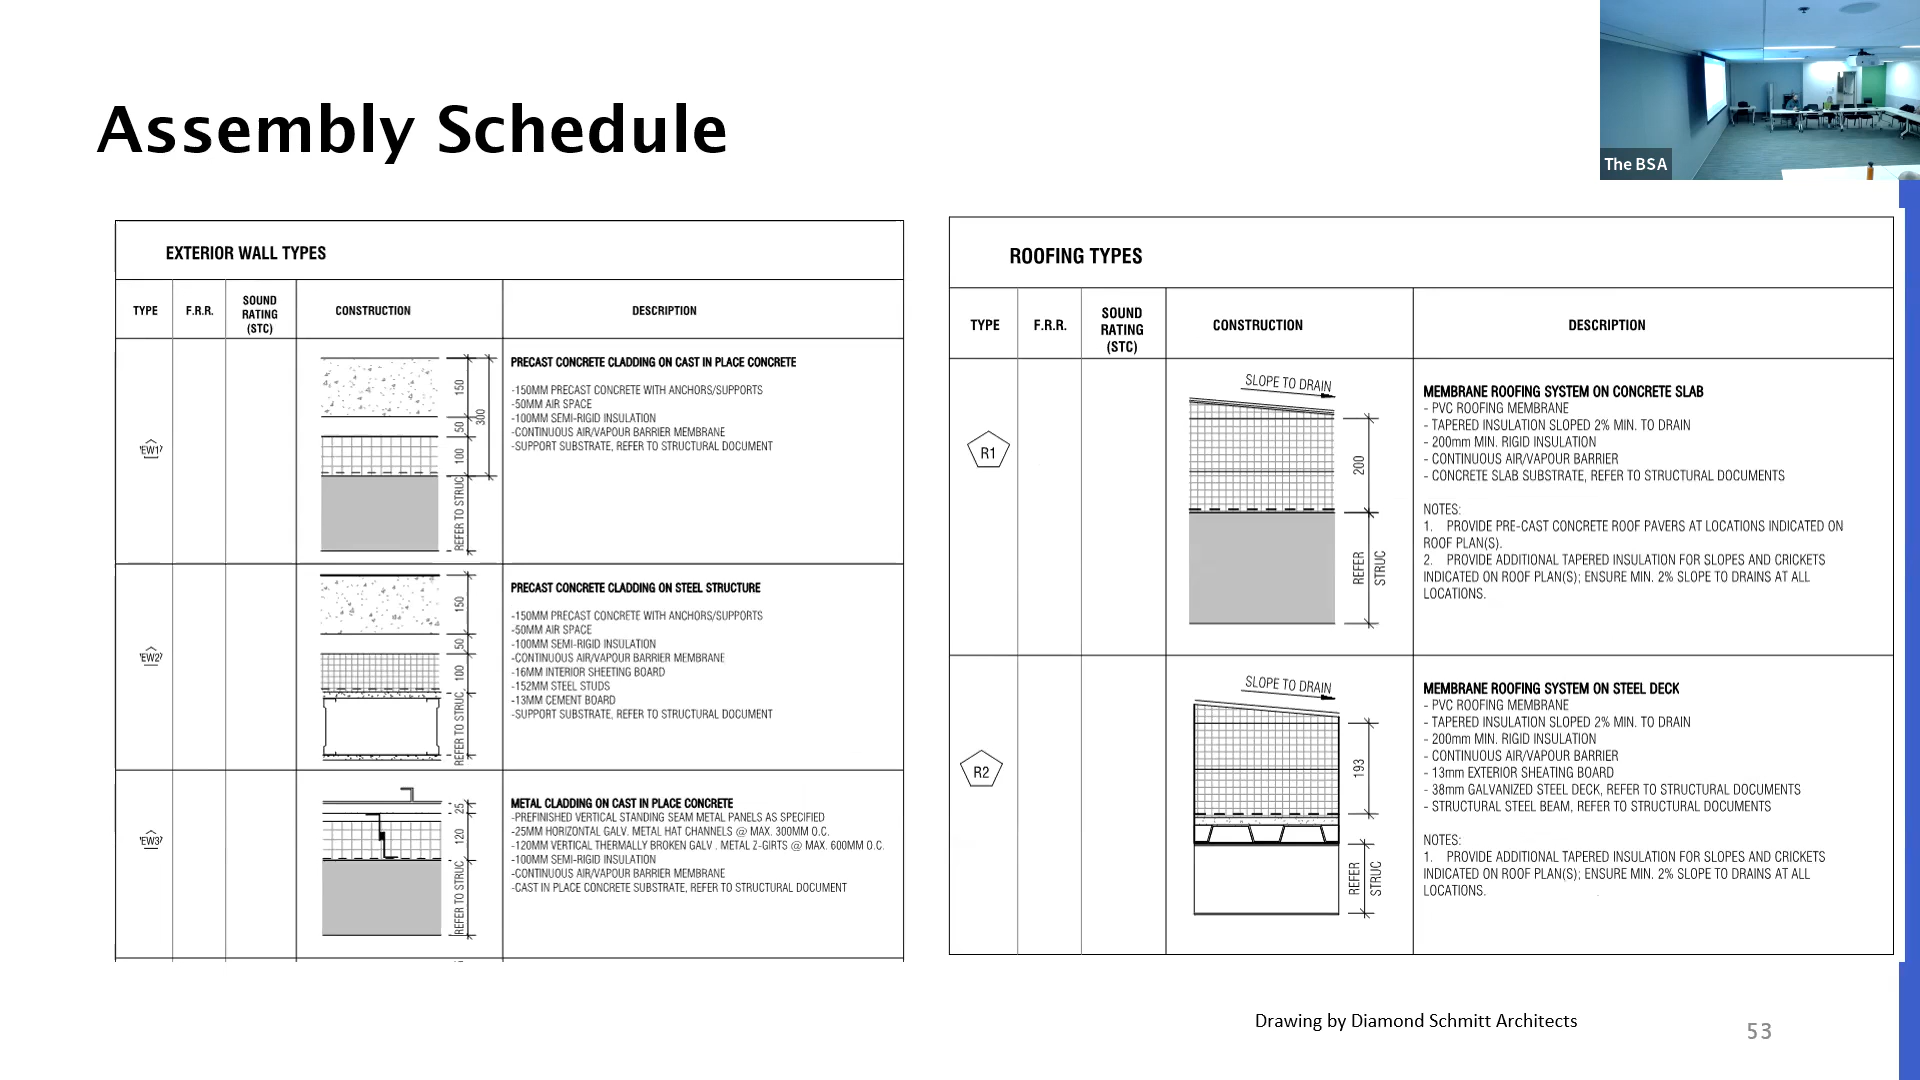 Assembly Schedule
The BSA
EXTERIOR WALL TYPES
TYPE
F.R.R.
SOUND
RATING
(STC)
CONSTRUCTION
DESCRIPTION
EW1
150
50
100
300
REFER TO STRUC
PRECAST CONCRETE CLADDING ON CAST IN PLACE CONCRETE
-150MM PRECAST CONCRETE WITH ANCHORS/SUPPORTS
-50MM AIR SPACE
-100MM SEMI-RIGID INSULATION
-CONTINUOUS AIR/VAPOUR BARRIER MEMBRANE
-SUPPORT SUBSTRATE, REFER TO STRUCTURAL DOCUMENT
EW2
150
50
100
REFER TO STRUC.
PRECAST CONCRETE CLADDING ON STEEL STRUCTURE
-150MM PRECAST CONCRETE WITH ANCHORS/SUPPORTS
-50MM AIR SPACE
-100MM SEMI-RIGID INSULATION
-CONTINUOUS AIR/VAPOUR BARRIER MEMBRANE
-16MM INTERIOR SHEETING BOARD
-152MM STEEL STUDS
-13MM CEMENT BOARD
-SUPPORT SUBSTRATE, REFER TO STRUCTURAL DOCUMENT
EW3
25
120
REFER TO STRUC.
METAL CLADDING ON CAST IN PLACE CONCRETE
-PREFINISHED VERTICAL STANDING SEAM METAL PANELS AS SPECIFIED
-25MM HORIZONTAL GALV. METAL HAT CHANNELS @ MAX. 300MM O.C.
-120MM VERTICAL THERMALLY BROKEN GALV . METAL Z-GIRTS @ MAX. 600MM O.C.
-100MM SEMI-RIGID INSULATION
-CONTINUOUS AIR/VAPOUR BARRIER MEMBRANE
-CAST IN PLACE CONCRETE SUBSTRATE, REFER TO STRUCTURAL DOCUMENT
ROOFING TYPES
TYPE
F.R.R.
SOUND
RATING
(STC)
CONSTRUCTION
DESCRIPTION
R1
SLOPE TO DRAIN
200
REFER
STRUC
MEMBRANE ROOFING SYSTEM ON CONCRETE SLAB
- PVC ROOFING MEMBRANE
- TAPERED INSULATION SLOPED 2% MIN. TO DRAIN
- 200mm MIN. RIGID INSULATION
- CONTINUOUS AIR/VAPOUR BARRIER
- CONCRETE SLAB SUBSTRATE, REFER TO STRUCTURAL DOCUMENTS
NOTES:
1. PROVIDE PRE-CAST CONCRETE ROOF PAVERS AT LOCATIONS INDICATED ON
ROOF PLAN(S).
2. PROVIDE ADDITIONAL TAPERED INSULATION FOR SLOPES AND CRICKETS
INDICATED ON ROOF PLAN(S); ENSURE MIN. 2% SLOPE TO DRAINS AT ALL
LOCATIONS.
R2
SLOPE TO DRAIN
193
REFER
STRUC
MEMBRANE ROOFING SYSTEM ON STEEL DECK
- PVC ROOFING MEMBRANE
- TAPERED INSULATION SLOPED 2% MIN. TO DRAIN
- 200mm MIN. RIGID INSULATION
- CONTINUOUS AIR/VAPOUR BARRIER
- 13mm EXTERIOR SHEATING BOARD
- 38mm GALVANIZED STEEL DECK, REFER TO STRUCTURAL DOCUMENTS
- STRUCTURAL STEEL BEAM, REFER TO STRUCTURAL DOCUMENTS
NOTES:
1. PROVIDE ADDITIONAL TAPERED INSULATION FOR SLOPES AND CRICKETS
INDICATED ON ROOF PLAN(S); ENSURE MIN. 2% SLOPE TO DRAINS AT ALL
LOCATIONS.
Drawing by Diamond Schmitt Architects
53